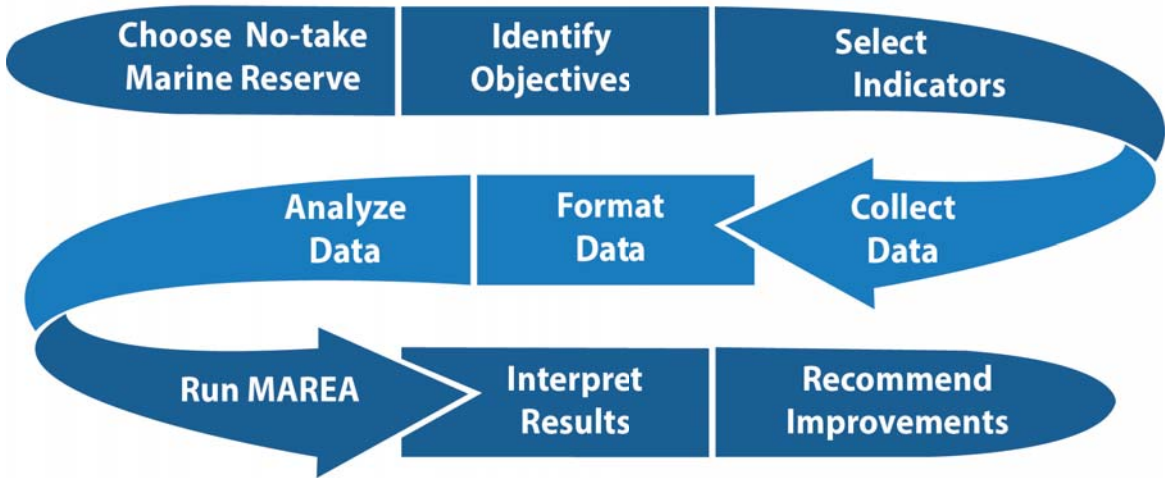 Choose No-take
Marine Reserve
Identify
Objectives
Select
Indicators
Collect
Data
Format
Data
Analyze
Data
Run MAREA
Interpret
Results
Recommend
Improvements